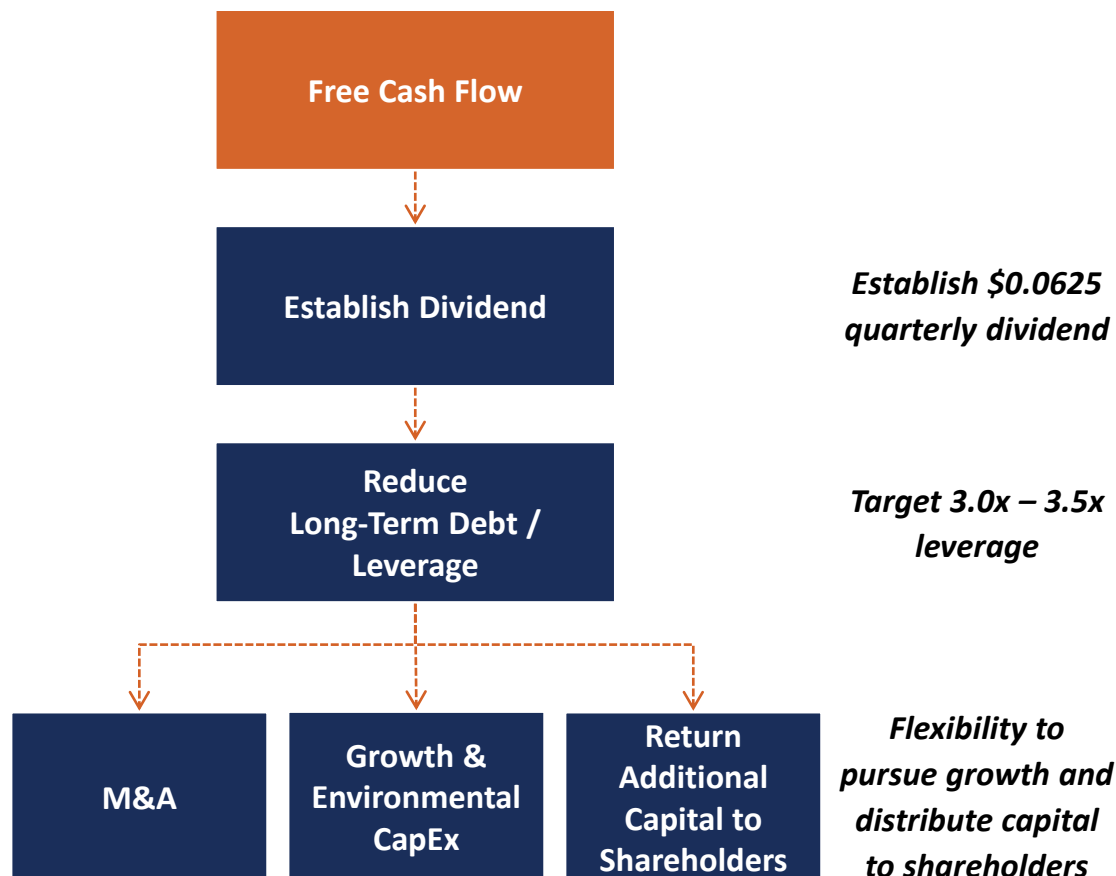 Free Cash Flow
Establish Dividend
Establish $0.0625
quarterly dividend
Reduce
Long-Term Debt /
Leverage
Target 3.0x – 3.5x
leverage
M&A
Growth &
Environmental
CapEx
Return
Additional
Capital to
Shareholders
Flexibility to
pursue growth and
distribute capital
to shareholders